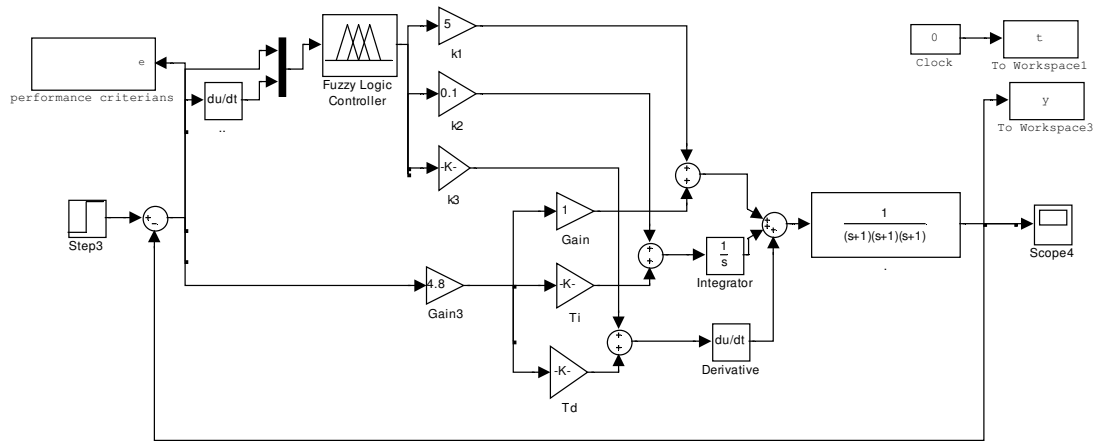 e
performance criterians
du/dt
..
Fuzzy Logic
Controller
5
k1
0.1
k2
-K-
k3
0
Clock
t
To Workspace1
y
To Workspace3
+
-
Step3
4.8
Gain3
1
Gain
-K-
Ti
-K-
Td
+
+
+
+
+
+
1
s
Integrator
du/dt
Derivative
+
+
+
1
(s+1)(s+1)(s+1)
.
Scope4